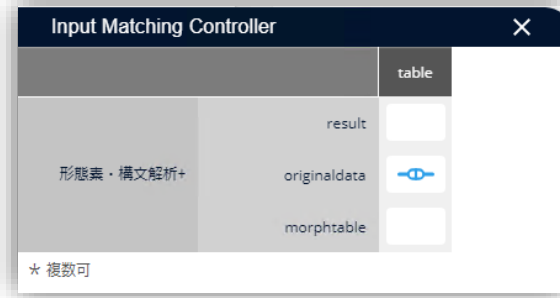 Input Matching Controller
table
result
形態素・構文解析+
originaldata
morphtable
* 複数可